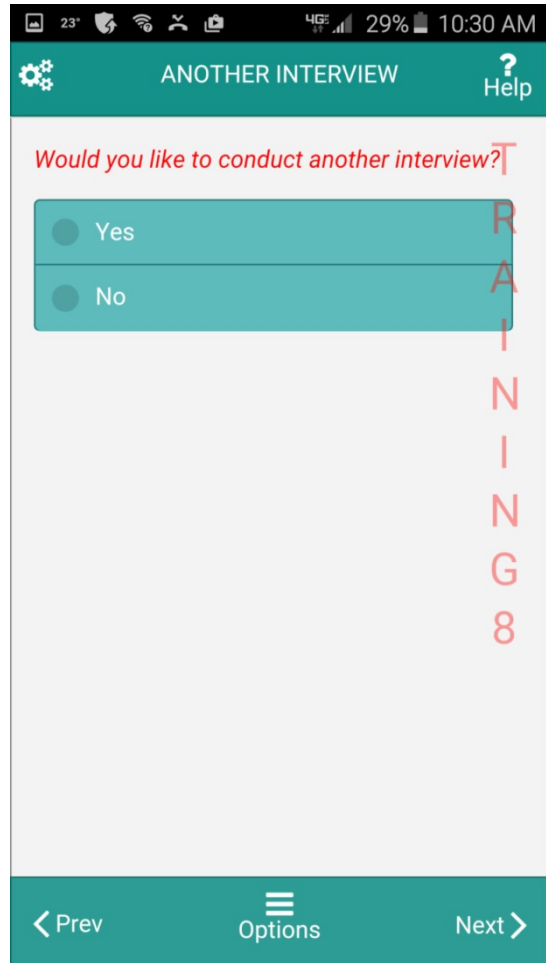 23° 4G 29% 10:30 AM
ANOTHER INTERVIEW
?
Help
Would you like to conduct another interview?
Yes
No
T
R
A
I
N
I
N
G
8
Prev
Options
Next